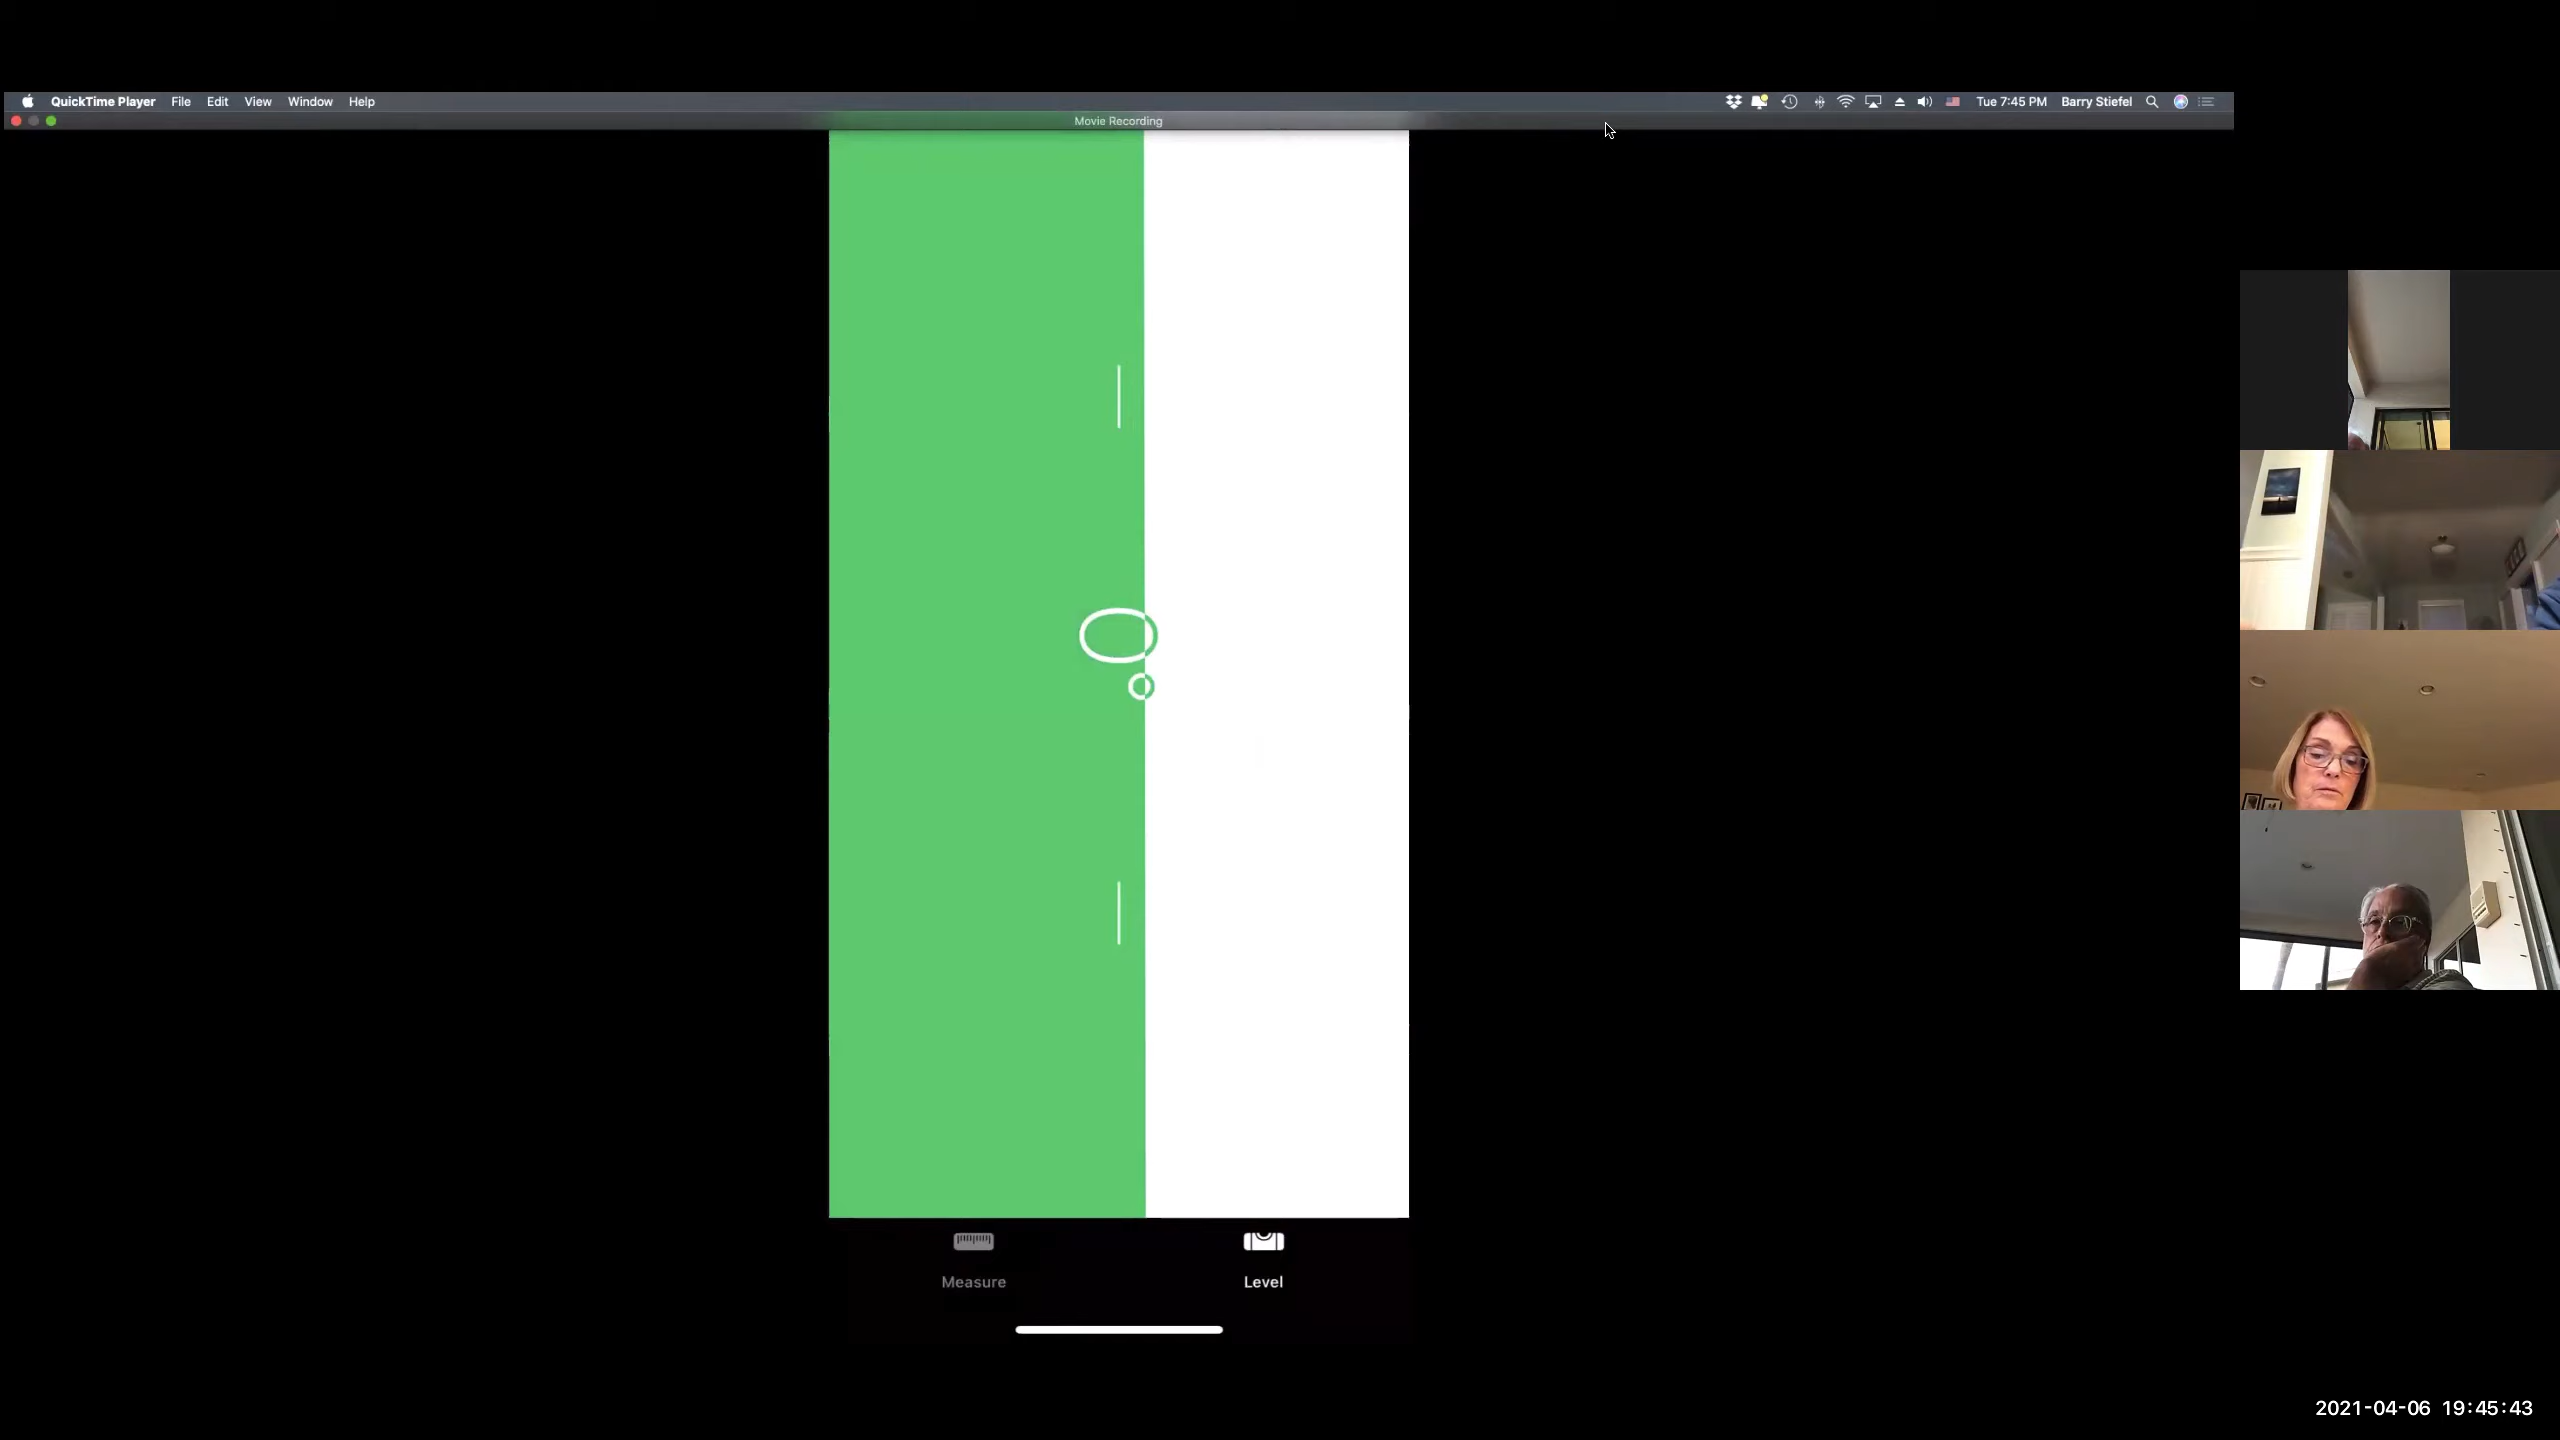 QuickTime Player File Edit View Window Help Tue 7:45 PM Barry Stiefel
Movie Recording
0°
Measure Level
2021-04-06 19:45:43